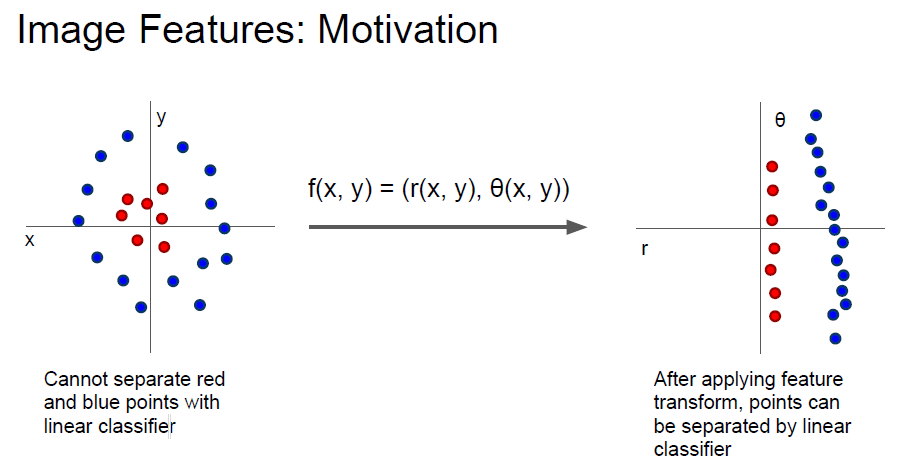 Image Features: Motivation
y
x
f(x, y) = (r(x, y), θ(x, y))
θ
r
Cannot separate red
and blue points with
linear classifier
After applying feature
transform, points can
be separated by linear
classifier